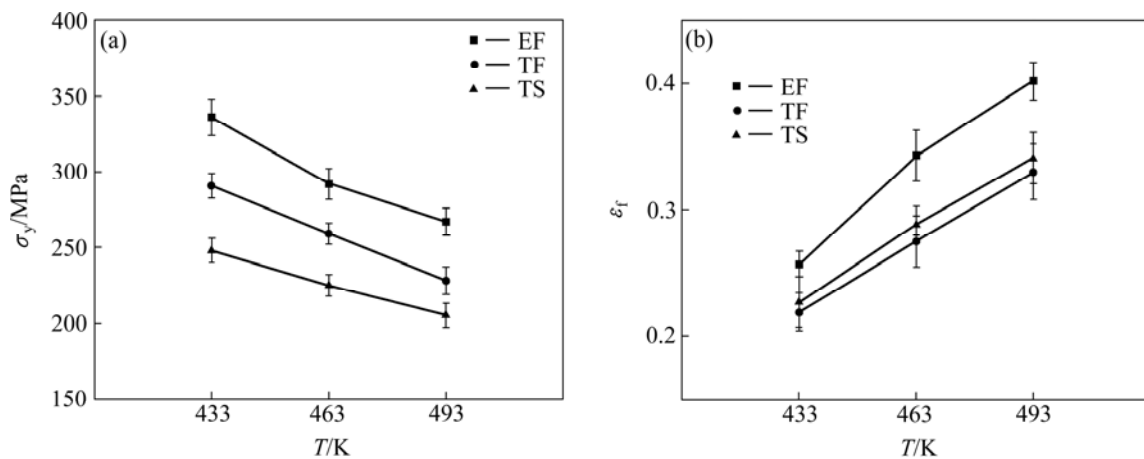 (a)
EF
TF
TS
400
350
300
250
200
150
σy/MPa
433 463 493
T/K
(b)
EF
TF
TS
0.4
0.3
0.2
εf
433 463 493
T/K